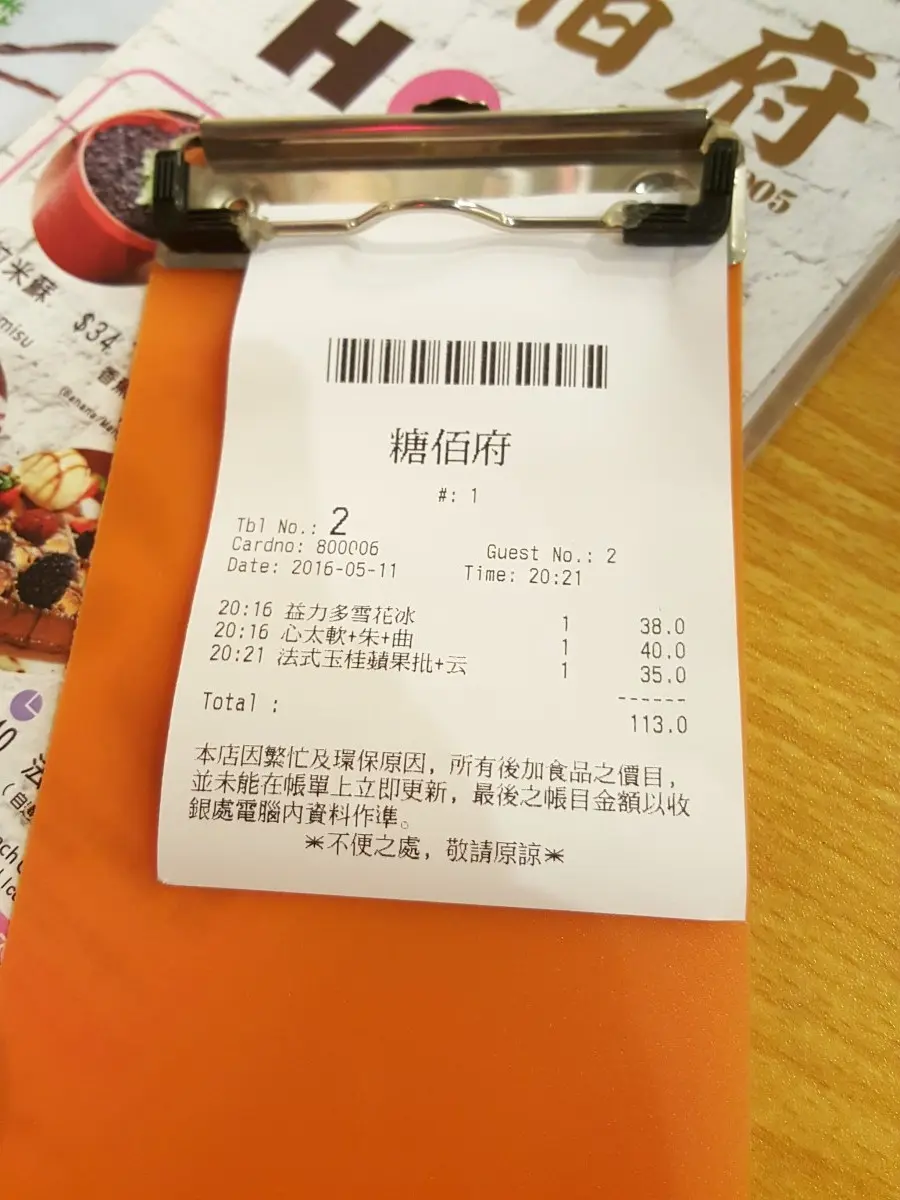 H
佰府
005
米蘇
misu
$34
糖佰府
#: 1
Tbl No.: 2
Cardno: 800006
Guest No.: 2
Date: 2016-05-11
Time: 20:21
20:16 益力多雪花冰 1 38.0
20:16 心太軟+朱+曲 1 40.0
20:21 法式玉桂蘋果批+云 1 35.0
------
Total : 113.0
本店因繁忙及環保原因, 所有後加食品之價目,
並未能在帳單上立即更新, 最後之帳目金額以收
銀處電腦內資料作準。
*不便之處, 敬請原諒*